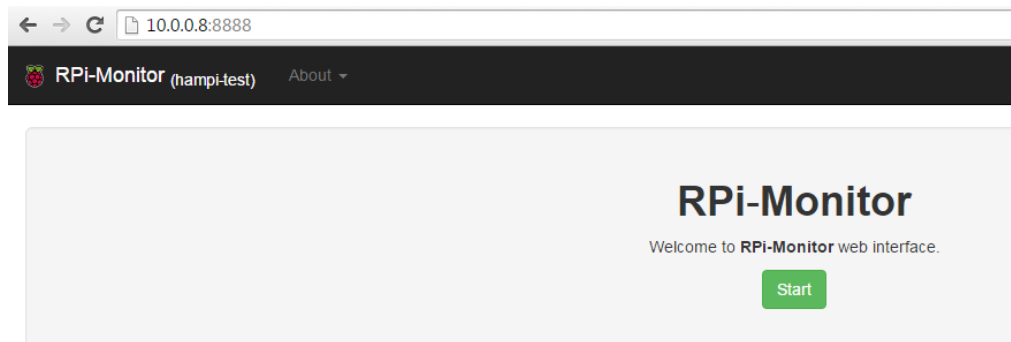 10.0.0.8:8888
RPi-Monitor (hampi-test) About
RPi-Monitor
Welcome to RPi-Monitor web interface.
Start